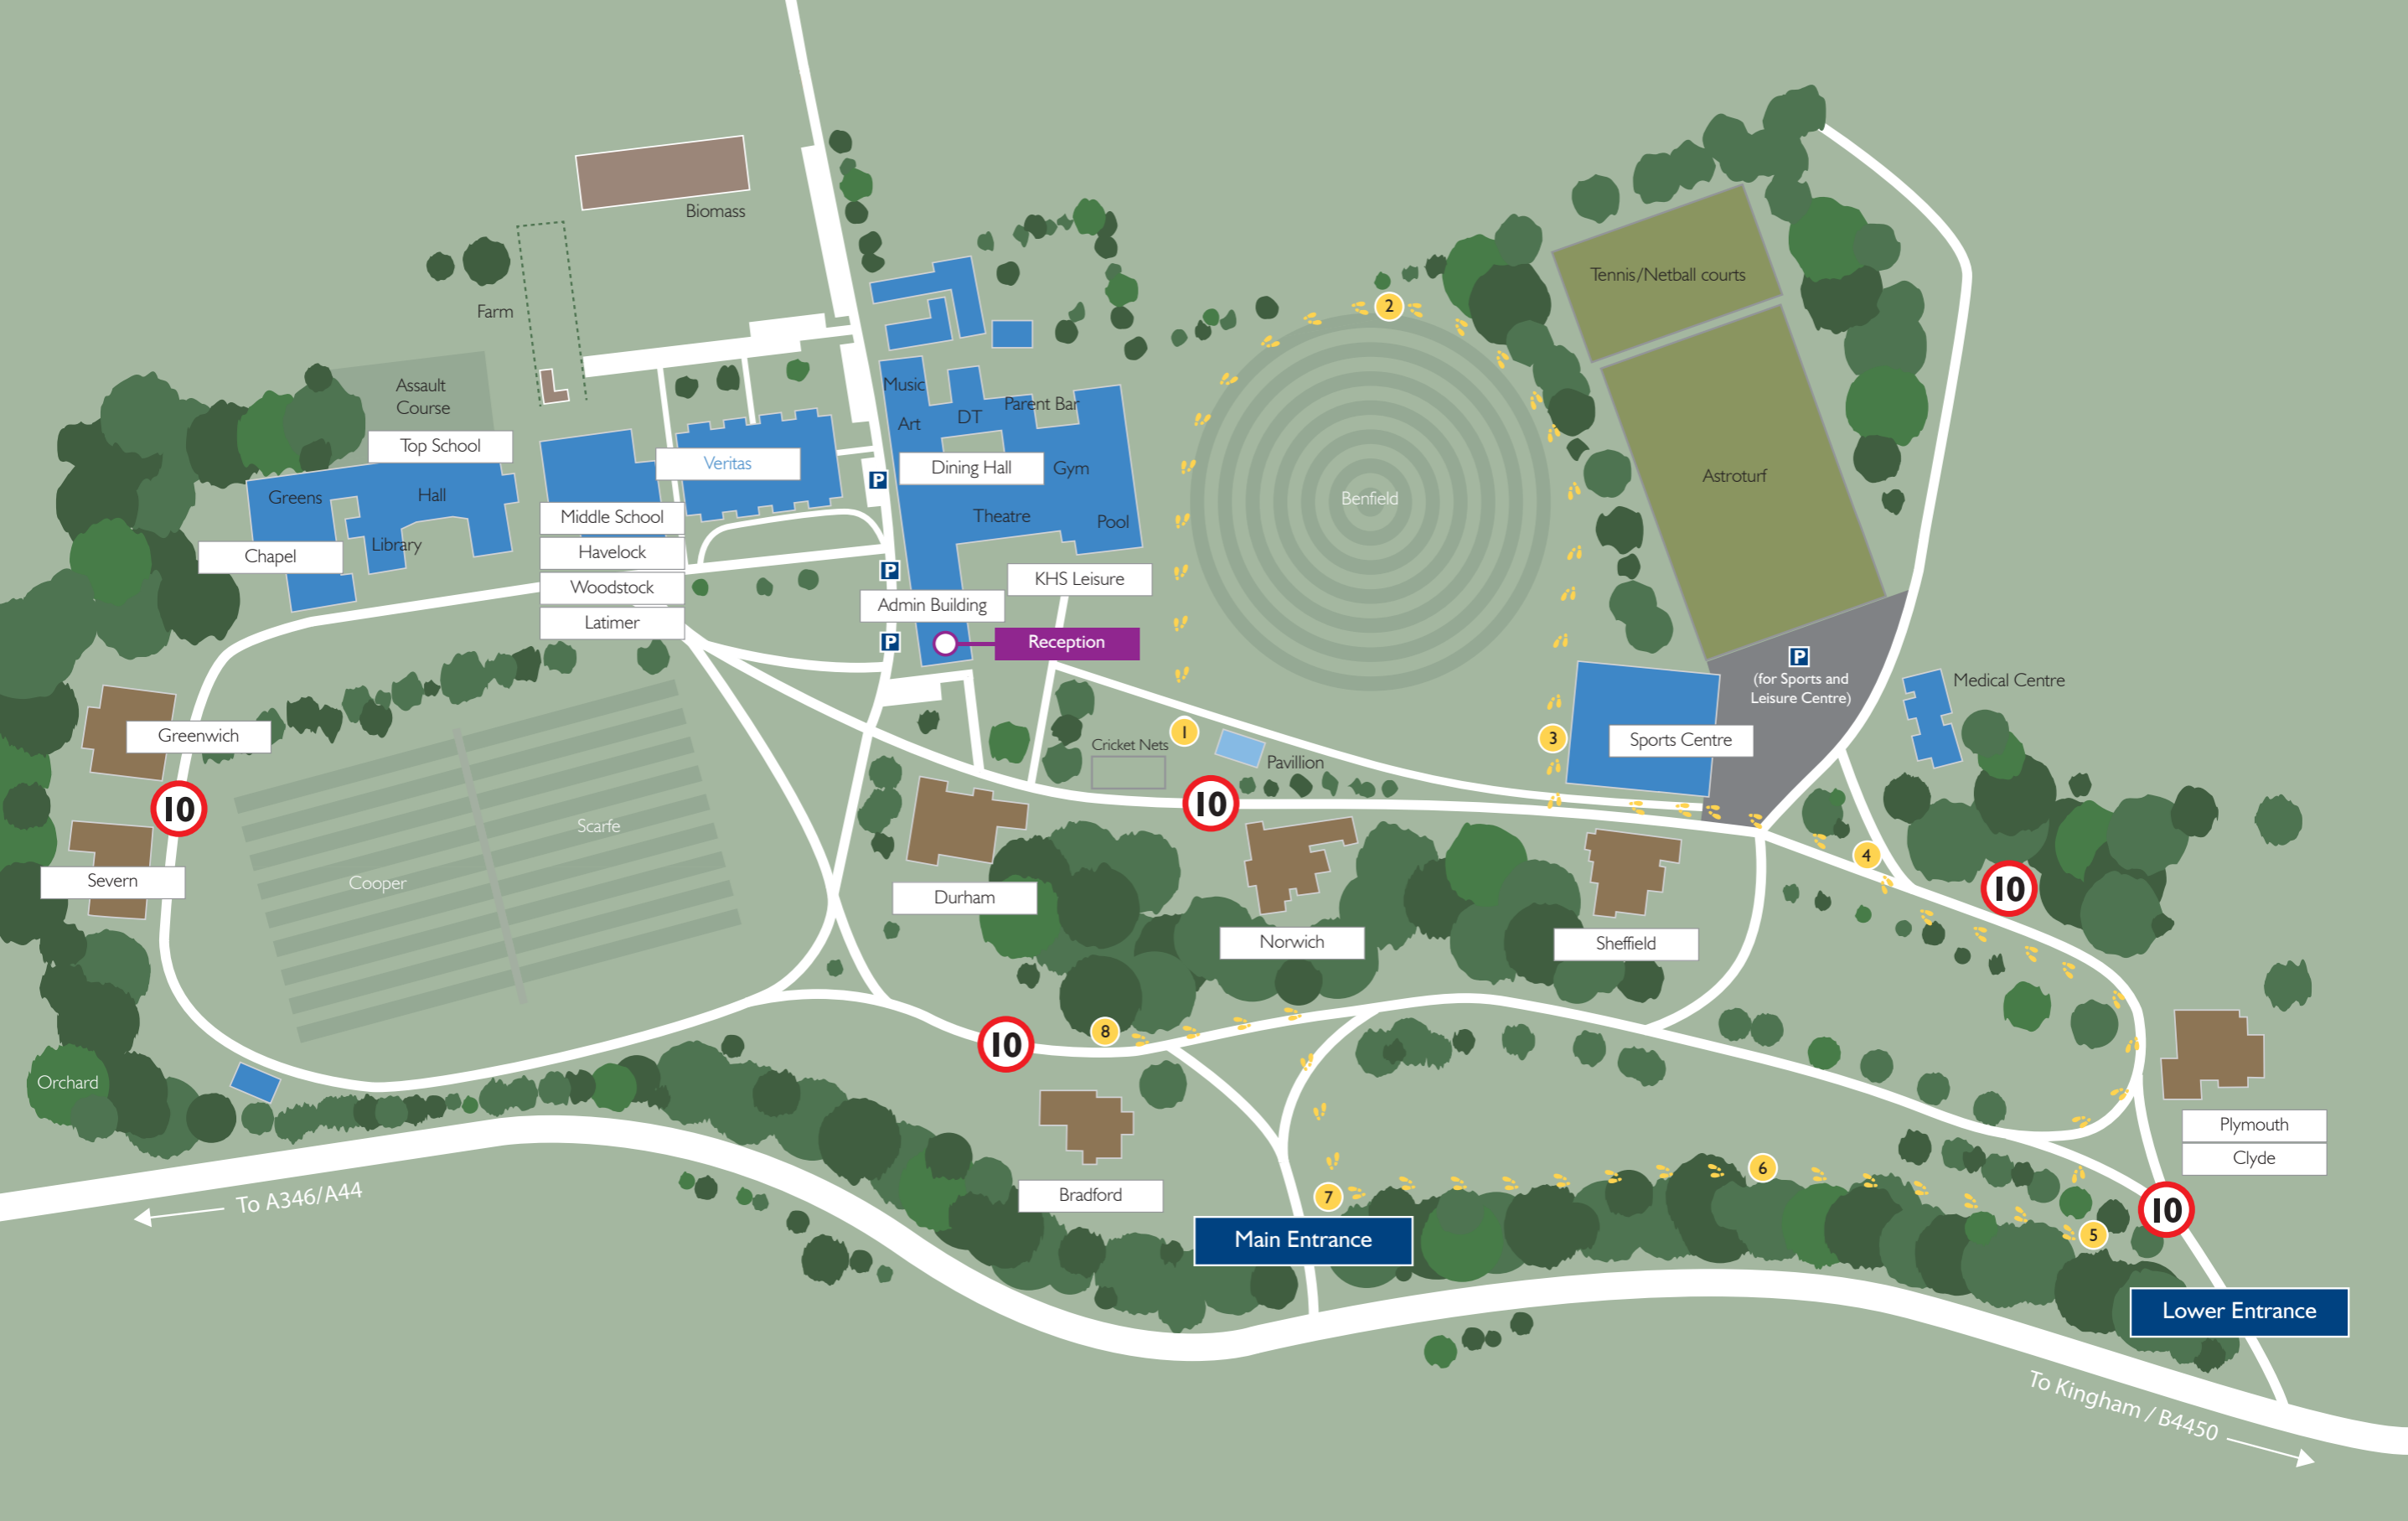 Biomass
Farm
Assault
Course
Top School
Greens
Hall
Library
Chapel
Middle School
Havelock
Woodstock
Latimer
Veritas
Music
Art
DT
Parent Bar
Dining Hall
Gym
Theatre
Pool
P
P
P
KHS Leisure
Admin Building
Reception
Benfield
Tennis/Netball courts
Astroturf
P
(for Sports and
Leisure Centre)
Medical Centre
Sports Centre
Cricket Nets
Pavillion
1
2
3
4
5
6
7
8
10
10
10
10
10
Greenwich
Severn
Cooper
Scarfe
Orchard
Durham
Norwich
Sheffield
Bradford
Plymouth
Clyde
Main Entrance
Lower Entrance
To A346/A44
To Kingham / B4450